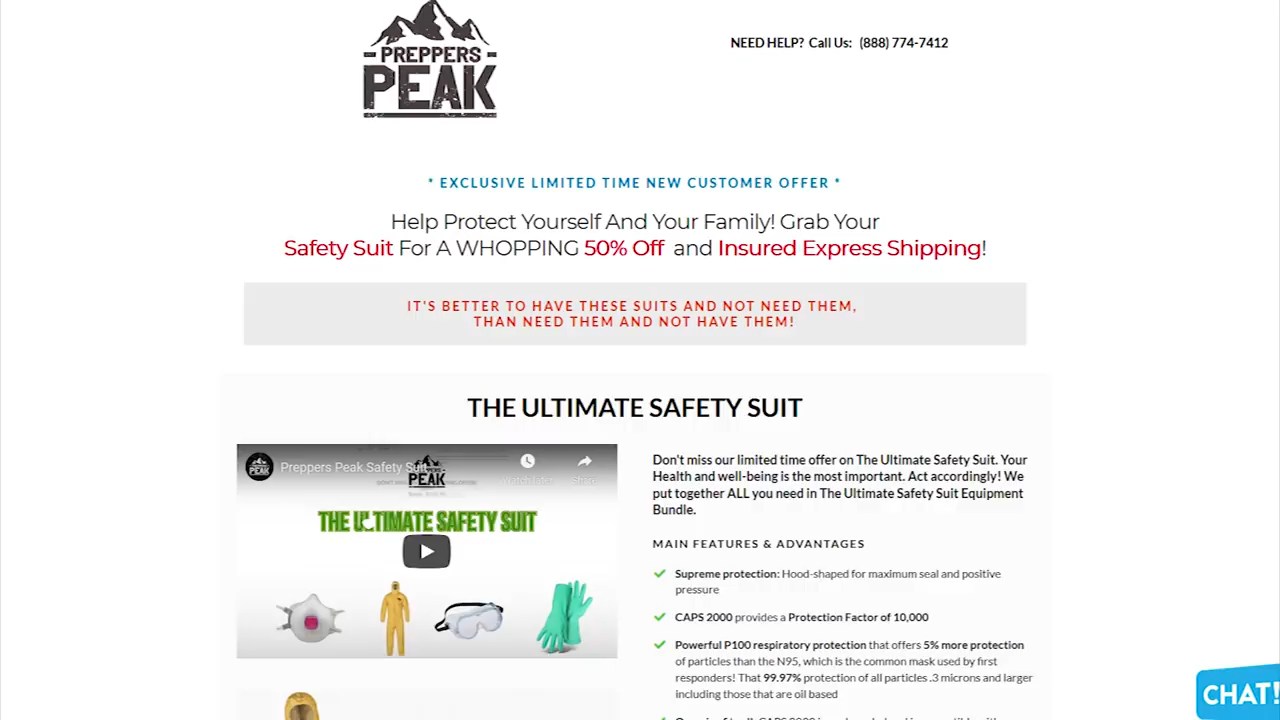 PREPPERS
PEAK
NEED HELP? Call Us: (888) 774-7412
* EXCLUSIVE LIMITED TIME NEW CUSTOMER OFFER *
Help Protect Yourself And Your Family! Grab Your
Safety Suit For A WHOPPING 50% Off and Insured Express Shipping!
IT'S BETTER TO HAVE THESE SUITS AND NOT NEED THEM,
THAN NEED THEM AND NOT HAVE THEM!
THE ULTIMATE SAFETY SUIT
PEAK
Preppers Peak Safety Suit
PEAK
THE ULTIMATE SAFETY SUIT
Don't miss our limited time offer on The Ultimate Safety Suit. Your
Health and well-being is the most important. Act accordingly! We
put together ALL you need in The Ultimate Safety Suit Equipment
Bundle.
MAIN FEATURES & ADVANTAGES
Supreme protection: Hood-shaped for maximum seal and positive
pressure
CAPS 2000 provides a Protection Factor of 10,000
Powerful P100 respiratory protection that offers 5% more protection
of particles than the N95, which is the common mask used by first
responders! That 99.97% protection of all particles .3 microns and larger
including those that are oil based
CHAT!